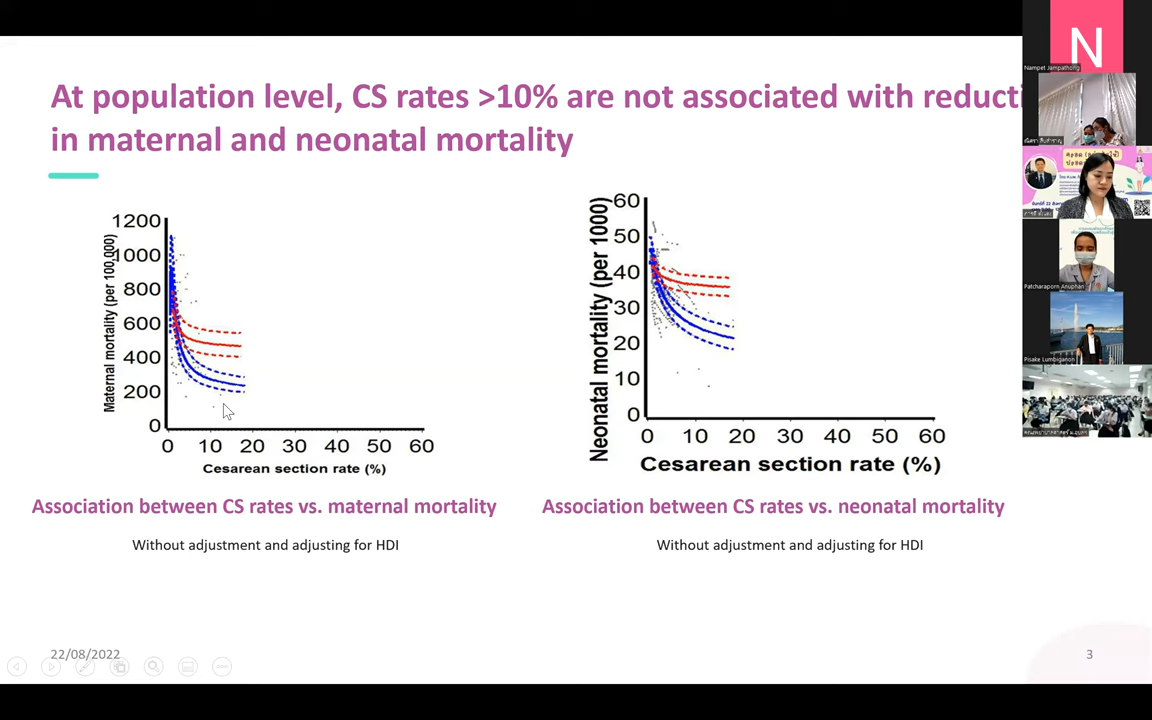 At population level, CS rates >10% are not associated with reducti
in maternal and neonatal mortality
1200
1000
800
600
400
200
0
Maternal mortality (per 100,000)
0 10 20 30 40 50 60
Cesarean section rate (%)
60
50
40
30
20
10
0
Neonatal mortality (per 1000)
0 10 20 30 40 50 60
Cesarean section rate (%)
Association between CS rates vs. maternal mortality
Without adjustment and adjusting for HDI
Association between CS rates vs. neonatal mortality
Without adjustment and adjusting for HDI
22/08/2022
3
N
Nampet Jampathong
Patcharaporn Anuphan
Pisake Lumbiganon